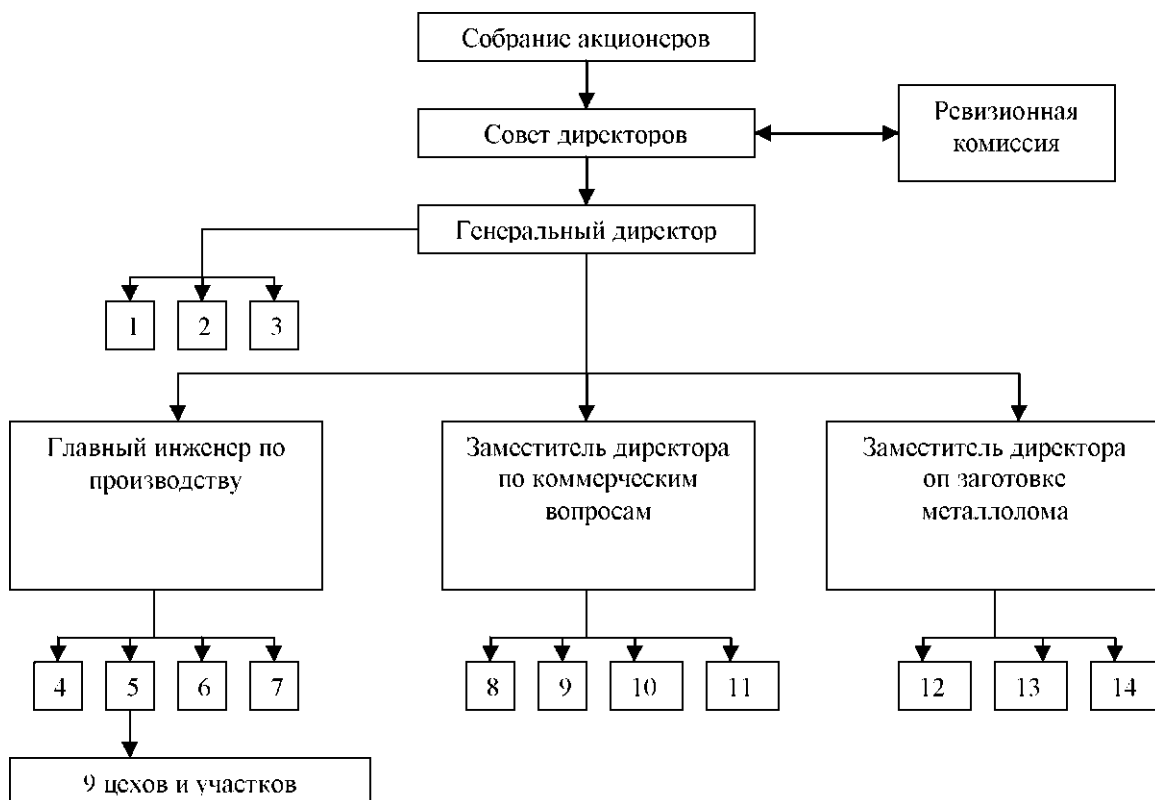 Собрание акционеров
Совет директоров
Ревизионная
комиссия
Генеральный директор
1
2
3
Главный инженер по
производству
Заместитель директора
по коммерческим
вопросам
Заместитель директора
оп заготовке
металлолома
4
5
6
7
8
9
10
11
12
13
14
9 цехов и участков